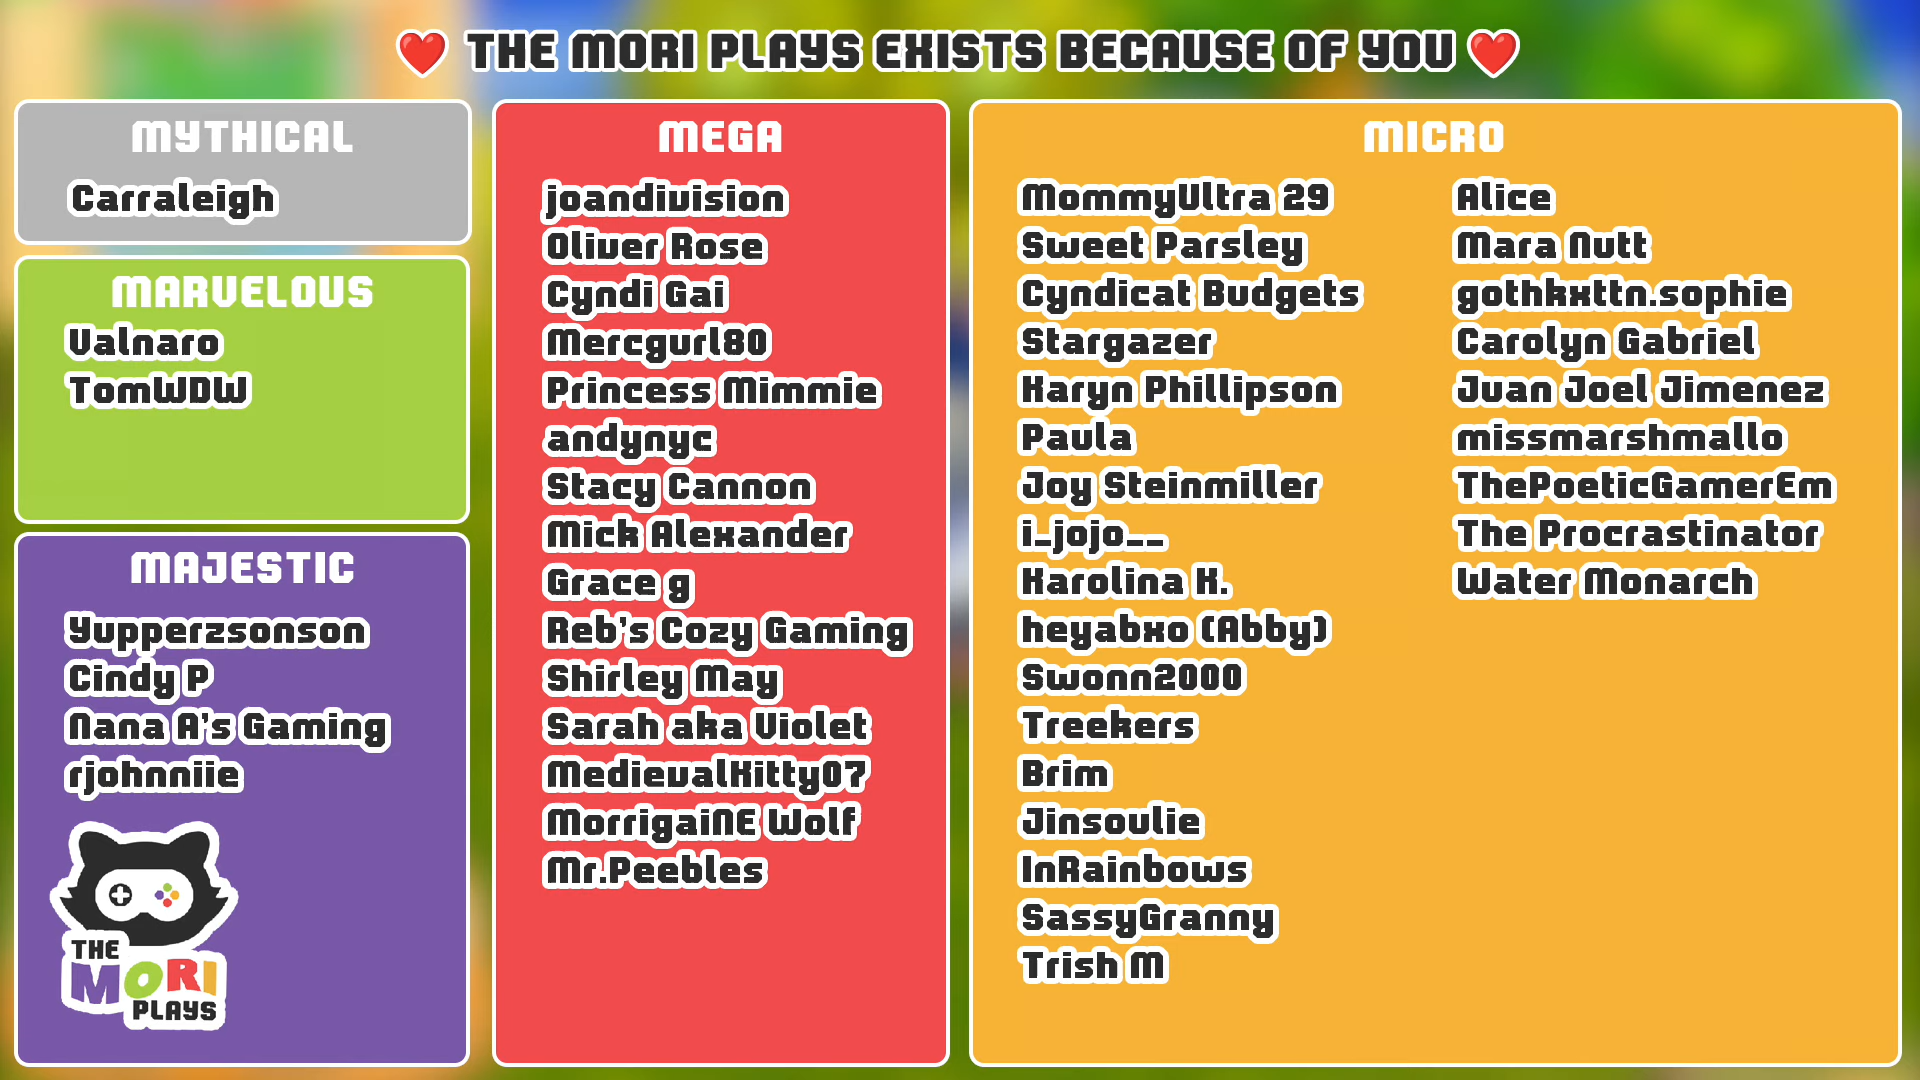 ❤️ THE MORI PLAYS EXISTS BECAUSE OF YOU ❤️
MYTHICAL
Carraleigh
MARVELOUS
Valnaro
TomWDW
MAJESTIC
Yupperzsonson
Cindy P
Nana A's Gaming
rjohnniie
THE
MORI
PLAYS
MEGA
joandivision
Oliver Rose
Cyndi Gai
Mercgurl80
Princess Mimmie
andynyc
Stacy Cannon
Mick Alexander
Grace g
Reb's Cozy Gaming
Shirley May
Sarah aka Violet
MedievalKitty07
MorrigaiNE Wolf
Mr.Peebles
MICRO
MommyUltra 29
Sweet Parsley
Cyndicat Budgets
Stargazer
Karyn Phillipson
Paula
Joy Steinmiller
i_jojo__
Karolina K.
heyabxo (Abby)
Swonn2000
Treekers
Brim
Jinsoulie
InRainbows
SassyGranny
Trish M
Alice
Mara Nutt
gothkxttn.sophie
Carolyn Gabriel
Juan Joel Jimenez
missmarshmallo
ThePoeticGamerEm
The Procrastinator
Water Monarch